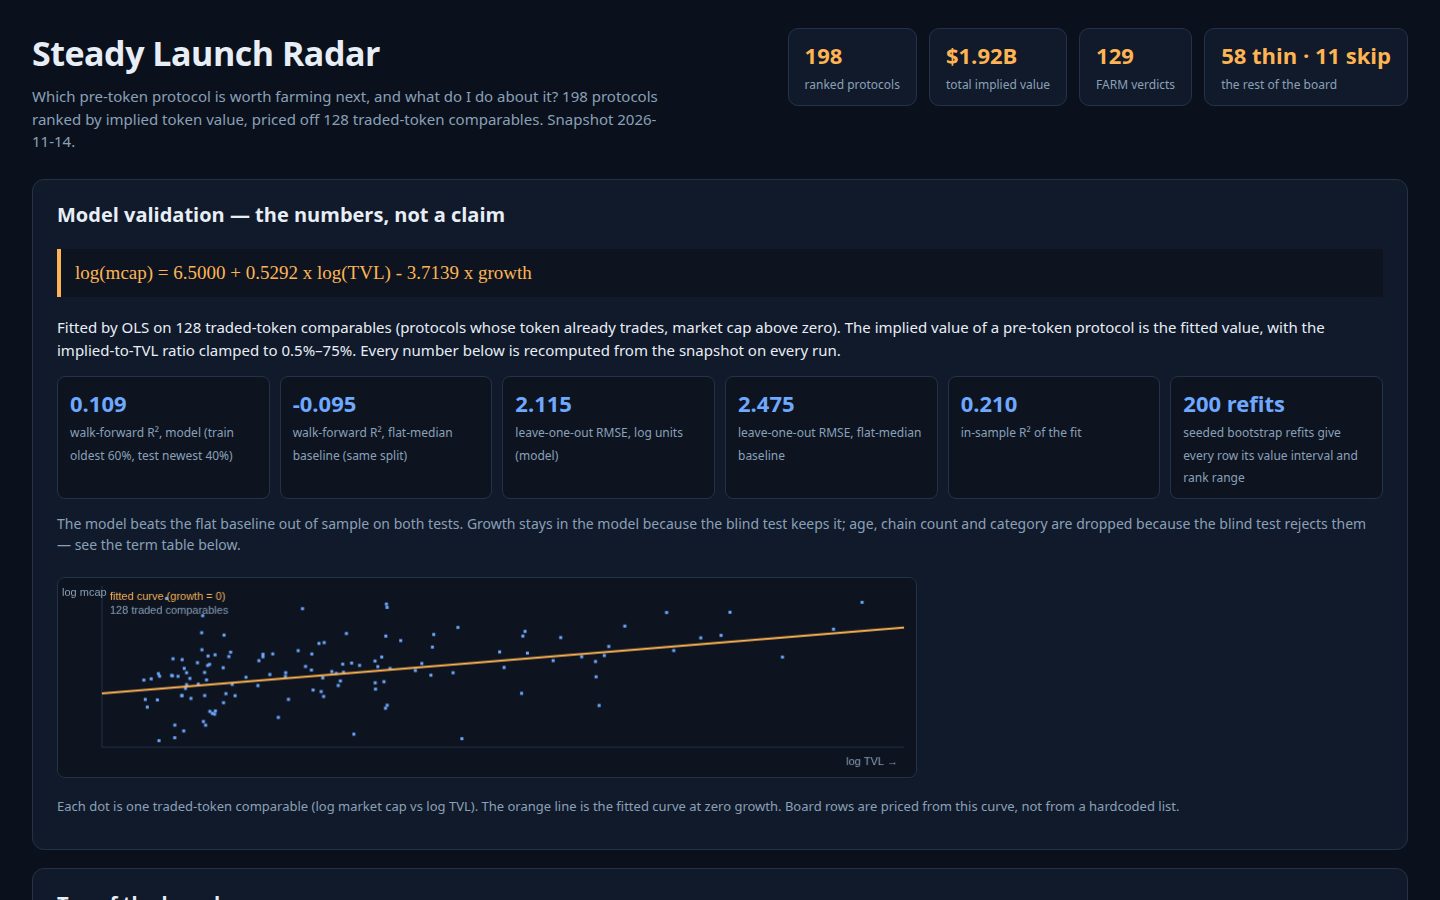 Steady Launch Radar
Which pre-token protocol is worth farming next, and what do I do about it? 198 protocols
ranked by implied token value, priced off 128 traded-token comparables. Snapshot 2026-
11-14.
198
ranked protocols
$1.92B
total implied value
129
FARM verdicts
58 thin · 11 skip
the rest of the board
Model validation — the numbers, not a claim
log(mcap) = 6.5000 + 0.5292 x log(TVL) - 3.7139 x growth
Fitted by OLS on 128 traded-token comparables (protocols whose token already trades, market cap above zero). The implied value of a pre-token protocol is the fitted value, with the
implied-to-TVL ratio clamped to 0.5%–75%. Every number below is recomputed from the snapshot on every run.
0.109
walk-forward R², model (train
oldest 60%, test newest 40%)
-0.095
walk-forward R², flat-median
baseline (same split)
2.115
leave-one-out RMSE, log units
(model)
2.475
leave-one-out RMSE, flat-median
baseline
0.210
in-sample R² of the fit
200 refits
seeded bootstrap refits give
every row its value interval and
rank range
The model beats the flat baseline out of sample on both tests. Growth stays in the model because the blind test keeps it; age, chain count and category are dropped because the blind test rejects them
— see the term table below.
log mcap
fitted curve (growth = 0)
128 traded comparables
log TVL →
Each dot is one traded-token comparable (log market cap vs log TVL). The orange line is the fitted curve at zero growth. Board rows are priced from this curve, not from a hardcoded list.